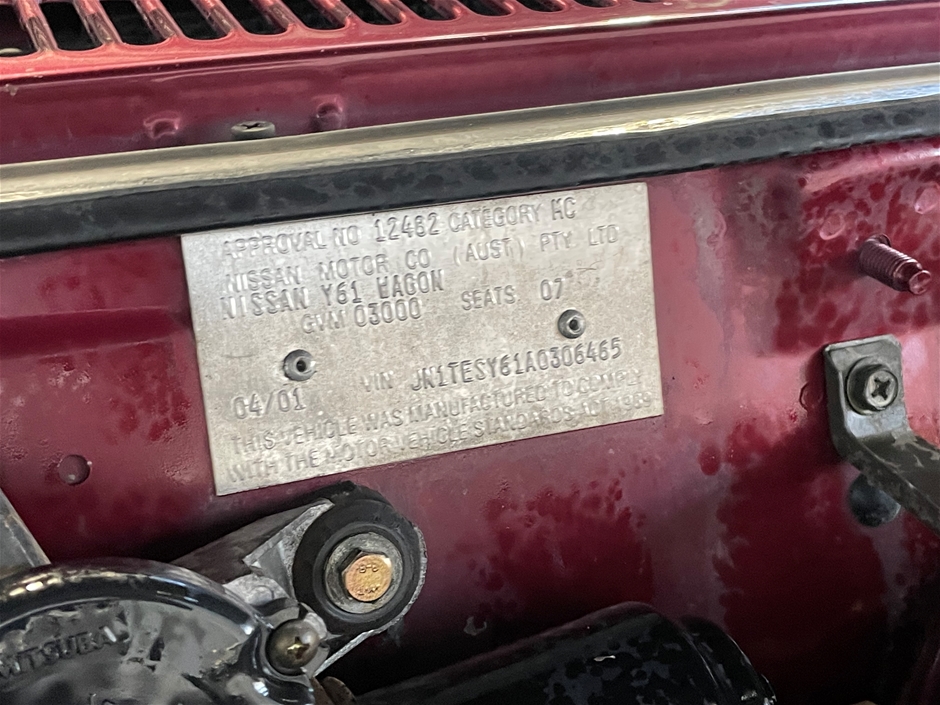 APPROVAL NO 12482 CATEGORY MC
NISSAN MOTOR CO (AUST) PTY LTD
NISSAN Y61 WAGON
GVM 03000 SEATS 07
04/01 VIN JN1TESY61A0306465
THIS VEHICLE WAS MANUFACTURED TO COMPLY
WITH THE MOTOR VEHICLE STANDARDS ACT 1989
MITSUBA